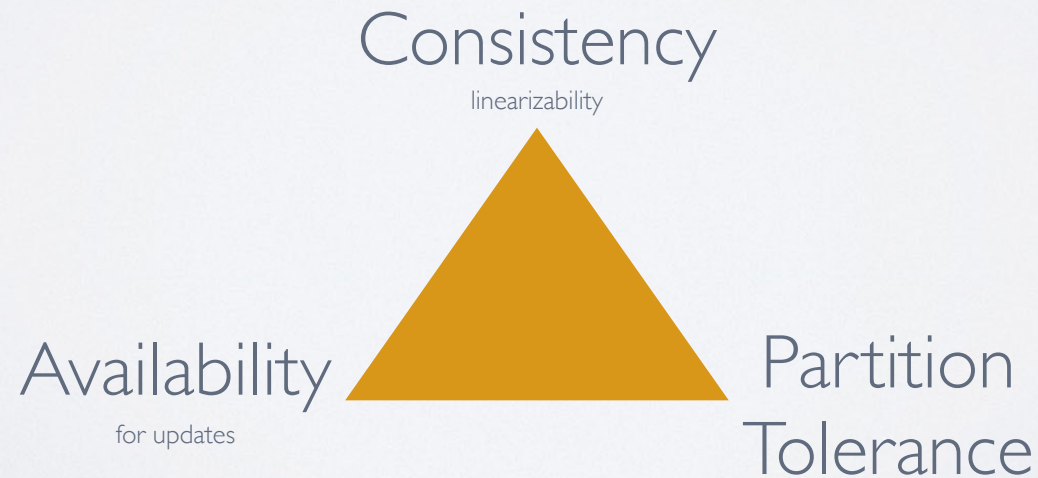 Consistency
linearizability
Availability
for updates
Partition
Tolerance